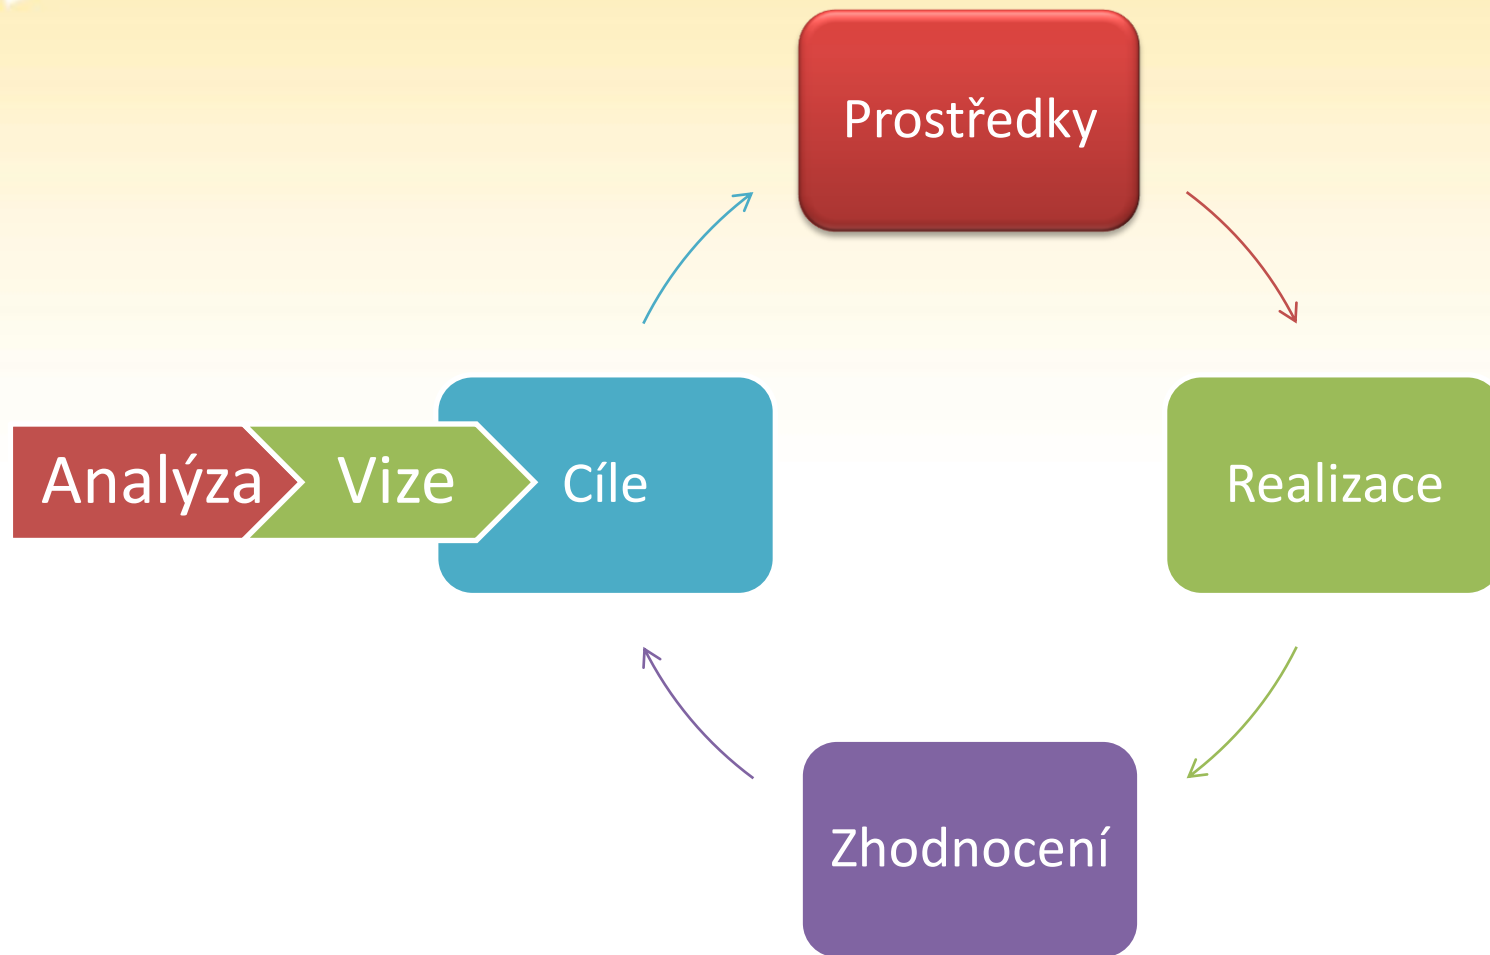 Prostředky
Analýza
Vize
Cíle
Realizace
Zhodnocení